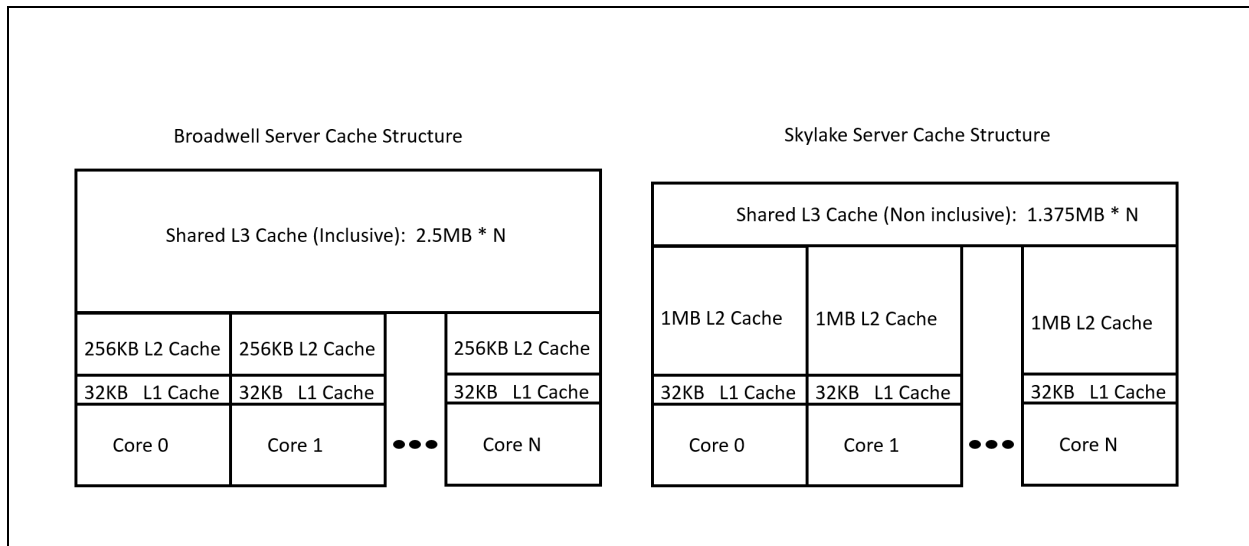 Broadwell Server Cache Structure
Shared L3 Cache (Inclusive): 2.5MB * N
256KB L2 Cache
256KB L2 Cache
256KB L2 Cache
32KB L1 Cache
32KB L1 Cache
32KB L1 Cache
Core 0
Core 1
Core N
Skylake Server Cache Structure
Shared L3 Cache (Non inclusive): 1.375MB * N
1MB L2 Cache
1MB L2 Cache
1MB L2 Cache
32KB L1 Cache
32KB L1 Cache
32KB L1 Cache
Core 0
Core 1
Core N